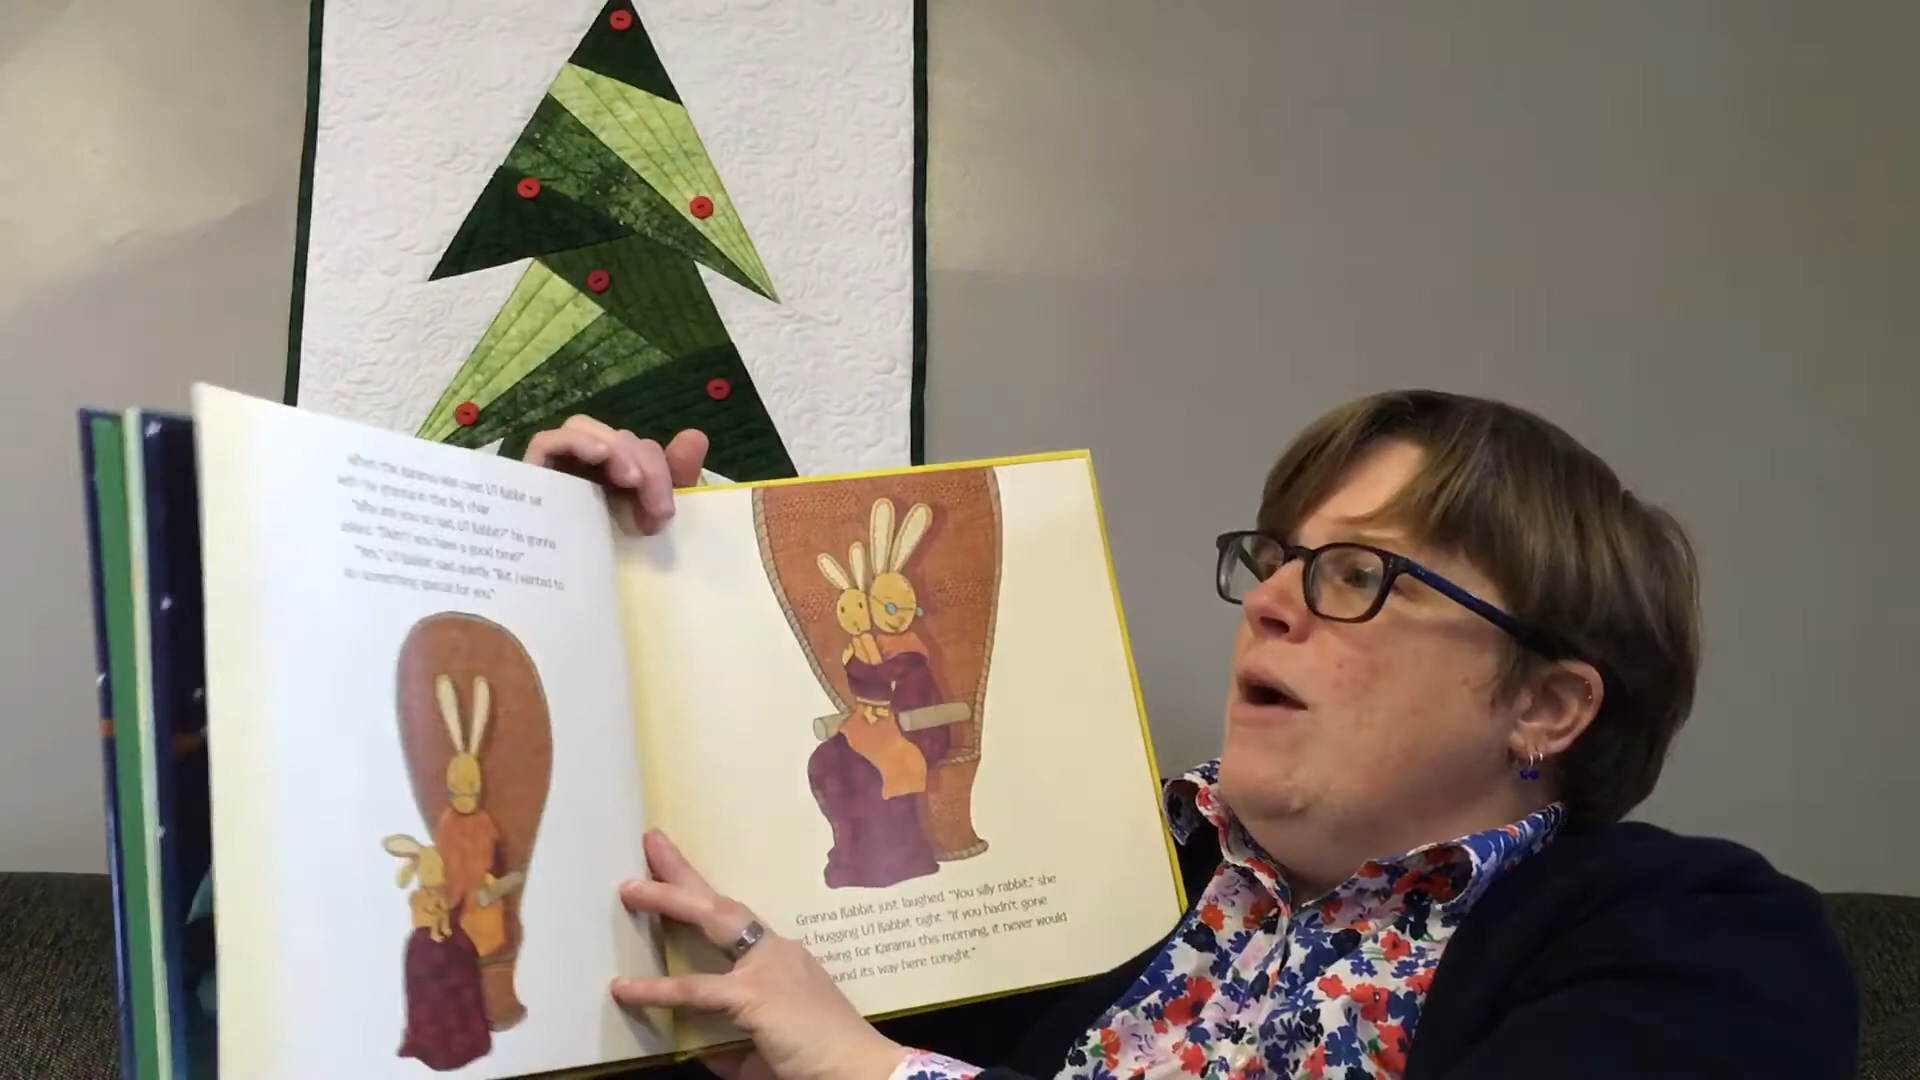 When the Karamu was over, Li'l Rabbit sat
with his granna in the big chair.
"Why are you so sad, Li'l Rabbit?" his granna
asked. "Didn't you have a good time?"
"Yes," Li'l Rabbit said quietly. "But I wanted to
do something special for you."
Granna Rabbit just laughed. "You silly rabbit," she
hugging Li'l Rabbit tight. "If you hadn't gone
for Karamu this morning, it never would
its way here tonight."